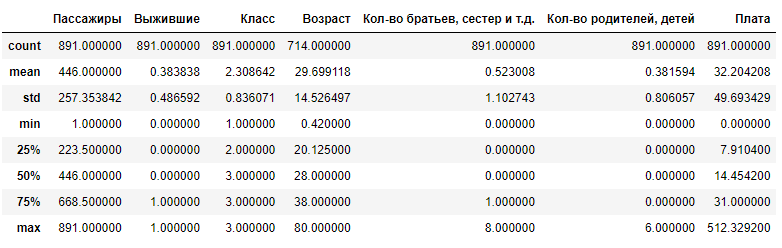 Пассажиры Выжившие Класс Возраст Кол-во братьев, сестер и т.д. Кол-во родителей, детей Плата
count 891.000000 891.000000 891.000000 714.000000 891.000000 891.000000 891.000000
mean 446.000000 0.383838 2.308642 29.699118 0.523008 0.381594 32.204208
std 257.353842 0.486592 0.836071 14.526497 1.102743 0.806057 49.693429
min 1.000000 0.000000 1.000000 0.420000 0.000000 0.000000 0.000000
25% 223.500000 0.000000 2.000000 20.125000 0.000000 0.000000 7.910400
50% 446.000000 0.000000 3.000000 28.000000 0.000000 0.000000 14.454200
75% 668.500000 1.000000 3.000000 38.000000 1.000000 0.000000 31.000000
max 891.000000 1.000000 3.000000 80.000000 8.000000 6.000000 512.329200